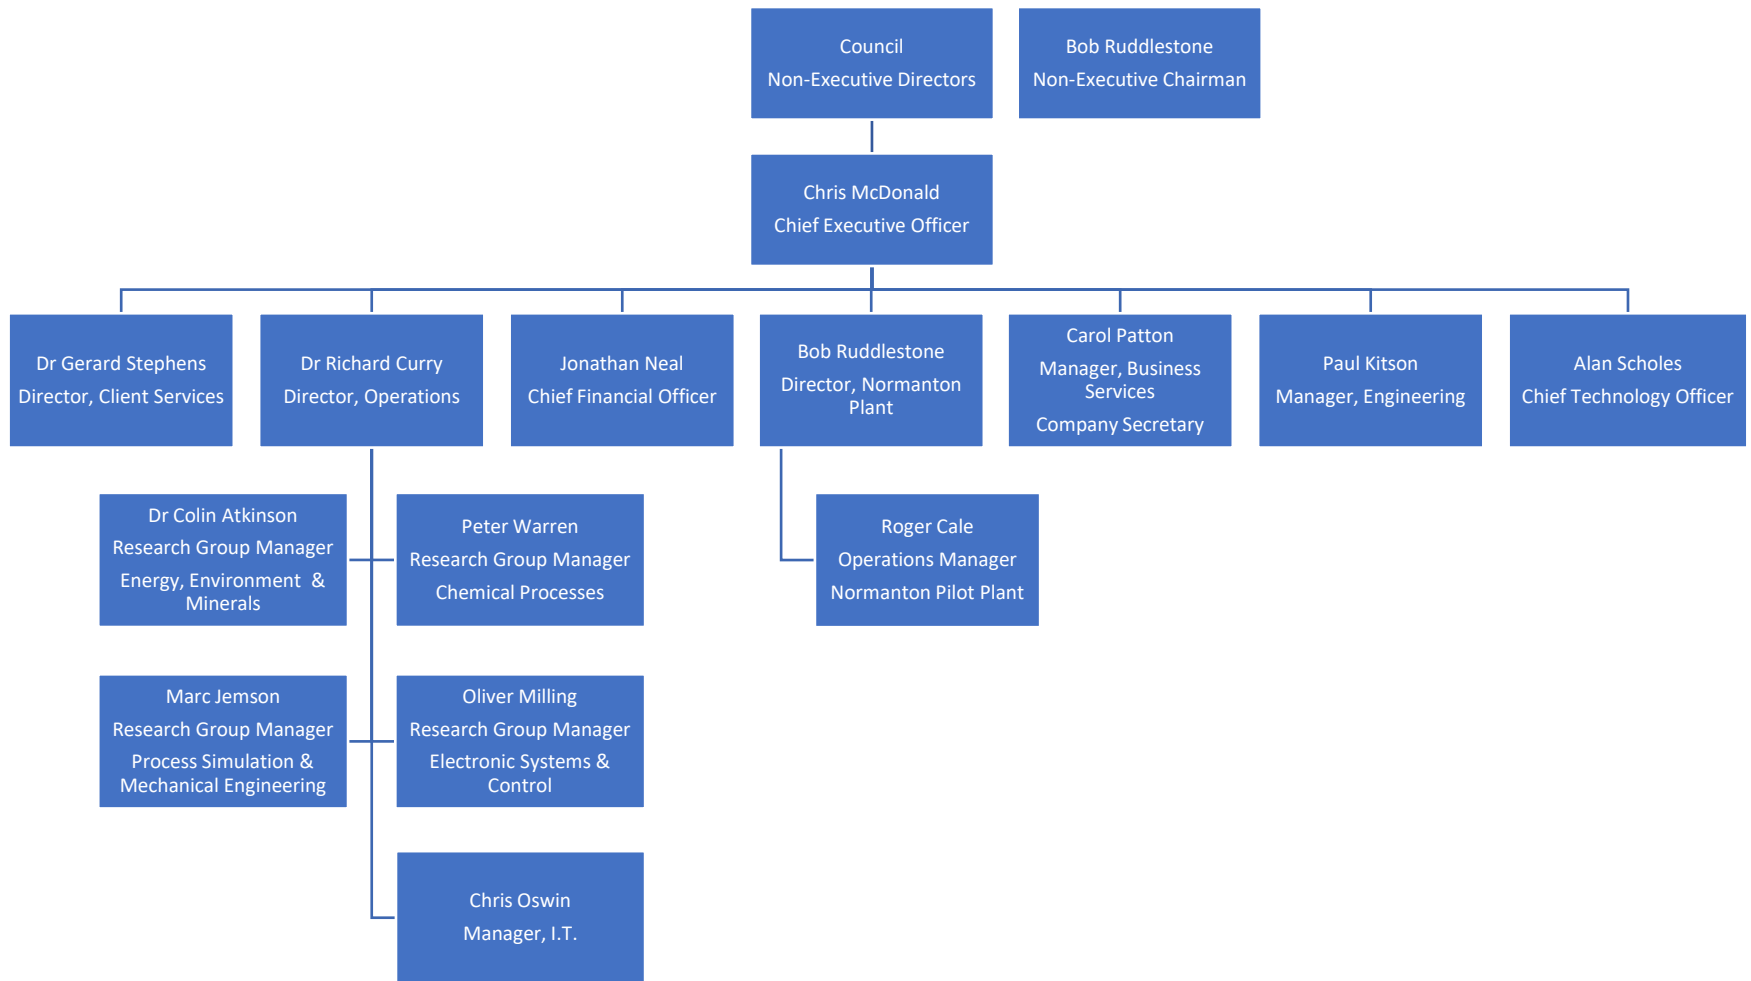 Council
Non-Executive Directors
Bob Ruddlestone
Non-Executive Chairman
Chris McDonald
Chief Executive Officer
Dr Gerard Stephens
Director, Client Services
Dr Richard Curry
Director, Operations
Jonathan Neal
Chief Financial Officer
Bob Ruddlestone
Director, Normanton
Plant
Carol Patton
Manager, Business
Services
Company Secretary
Paul Kitson
Manager, Engineering
Alan Scholes
Chief Technology Officer
Dr Colin Atkinson
Research Group Manager
Energy, Environment &
Minerals
Peter Warren
Research Group Manager
Chemical Processes
Roger Cale
Operations Manager
Normanton Pilot Plant
Marc Jemson
Research Group Manager
Process Simulation &
Mechanical Engineering
Oliver Milling
Research Group Manager
Electronic Systems &
Control
Chris Oswin
Manager, I.T.